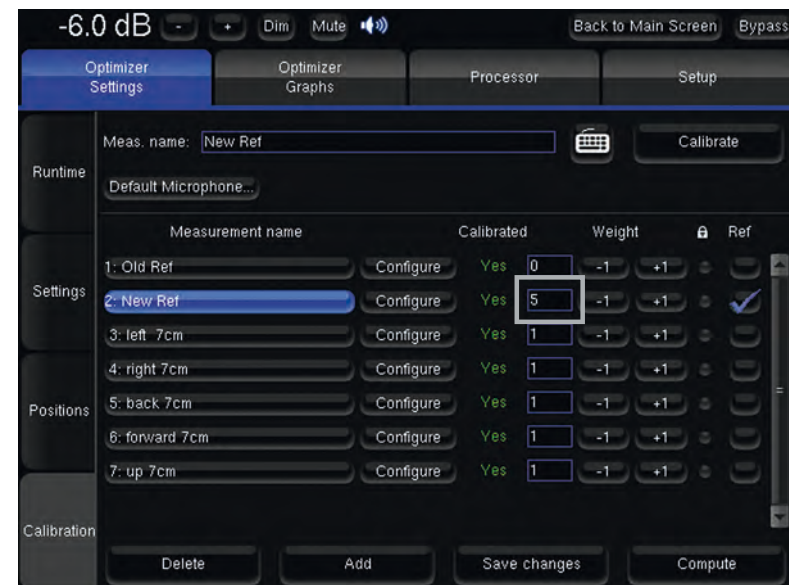 -6.0 dB - + Dim Mute Back to Main Screen Bypass
Optimizer Settings Optimizer Graphs Processor Setup
Meas. name: New Ref Calibrate
Runtime
Default Microphone...
Measurement name Calibrated Weight Ref
1: Old Ref Configure Yes 0 -1 +1
Settings
2: New Ref Configure Yes 5 -1 +1
3: left 7cm Configure Yes 1 -1 +1
4: right 7cm Configure Yes 1 -1 +1
Positions
5: back 7cm Configure Yes 1 -1 +1
6: forward 7cm Configure Yes 1 -1 +1
7: up 7cm Configure Yes 1 -1 +1
Calibration
Delete Add Save changes Compute